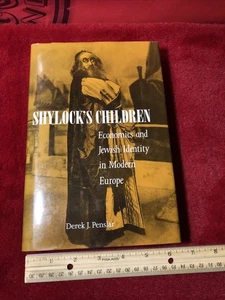 SHYLOCK'S CHILDREN
Economics and
Jewish Identity
in Modern
Europe
Derek J. Penslar